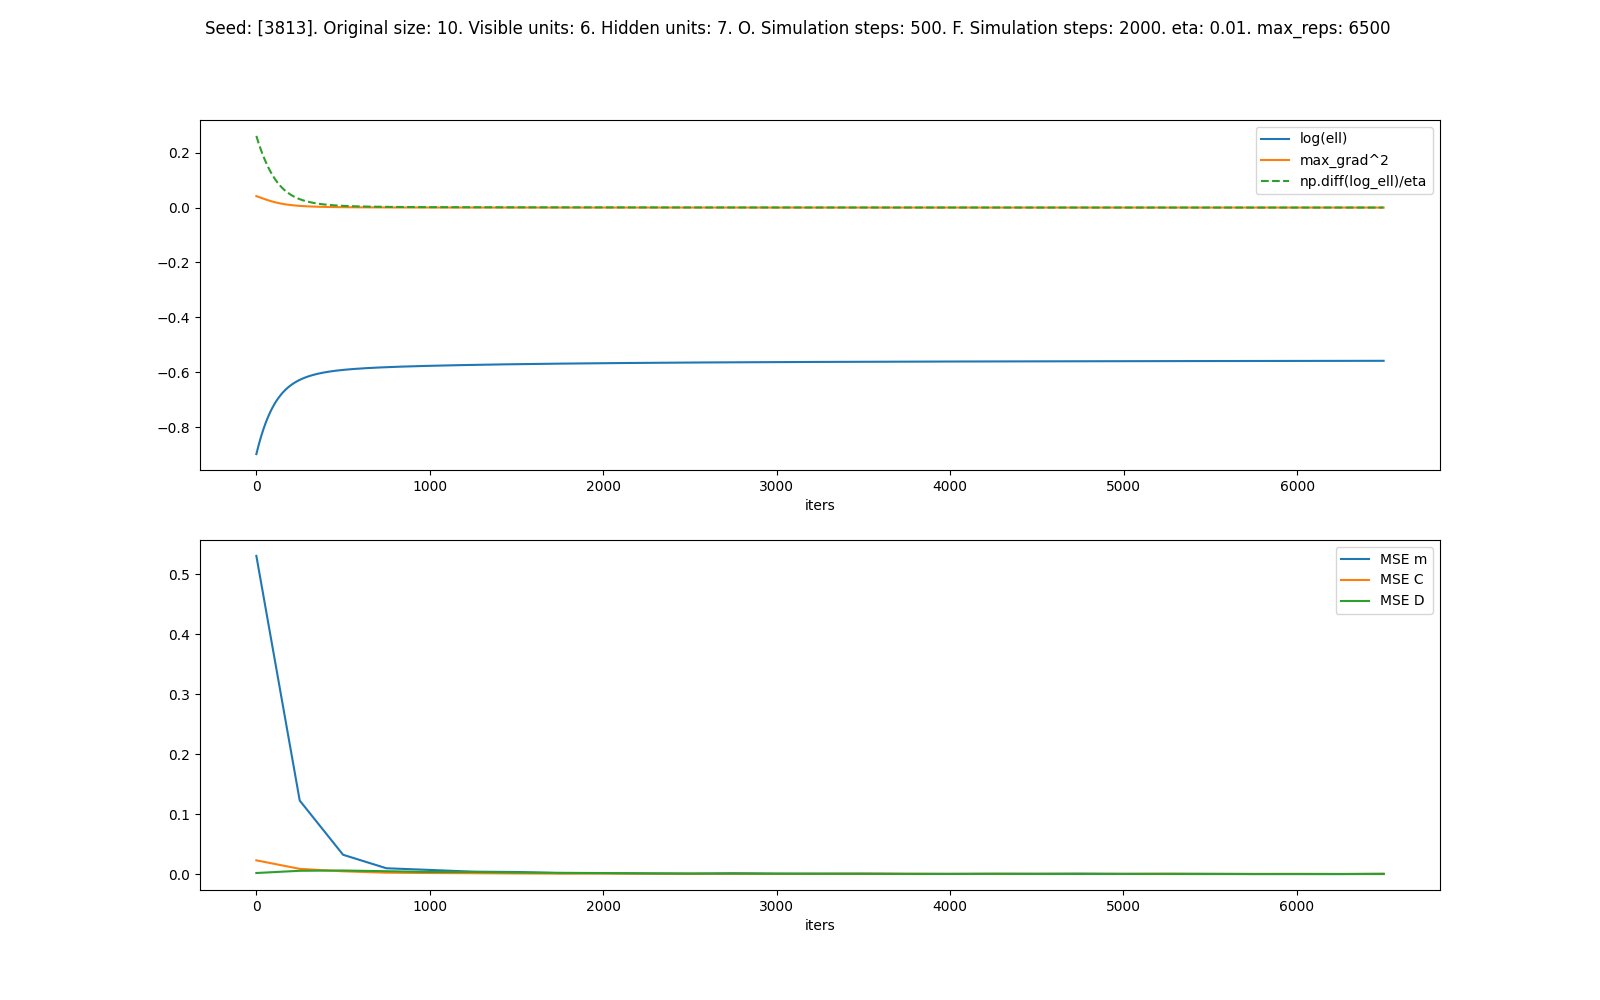 Seed: [3813]. Original size: 10. Visible units: 6. Hidden units: 7. O. Simulation steps: 500. F. Simulation steps: 2000. eta: 0.01. max_reps: 6500
0.2
0.0
−0.2
−0.4
−0.6
−0.8
log(ell)
max_grad^2
np.diff(log_ell)/eta
0 1000 2000 3000 4000 5000 6000
iters
0.5
0.4
0.3
0.2
0.1
0.0
MSE m
MSE C
MSE D
0 1000 2000 3000 4000 5000 6000
iters